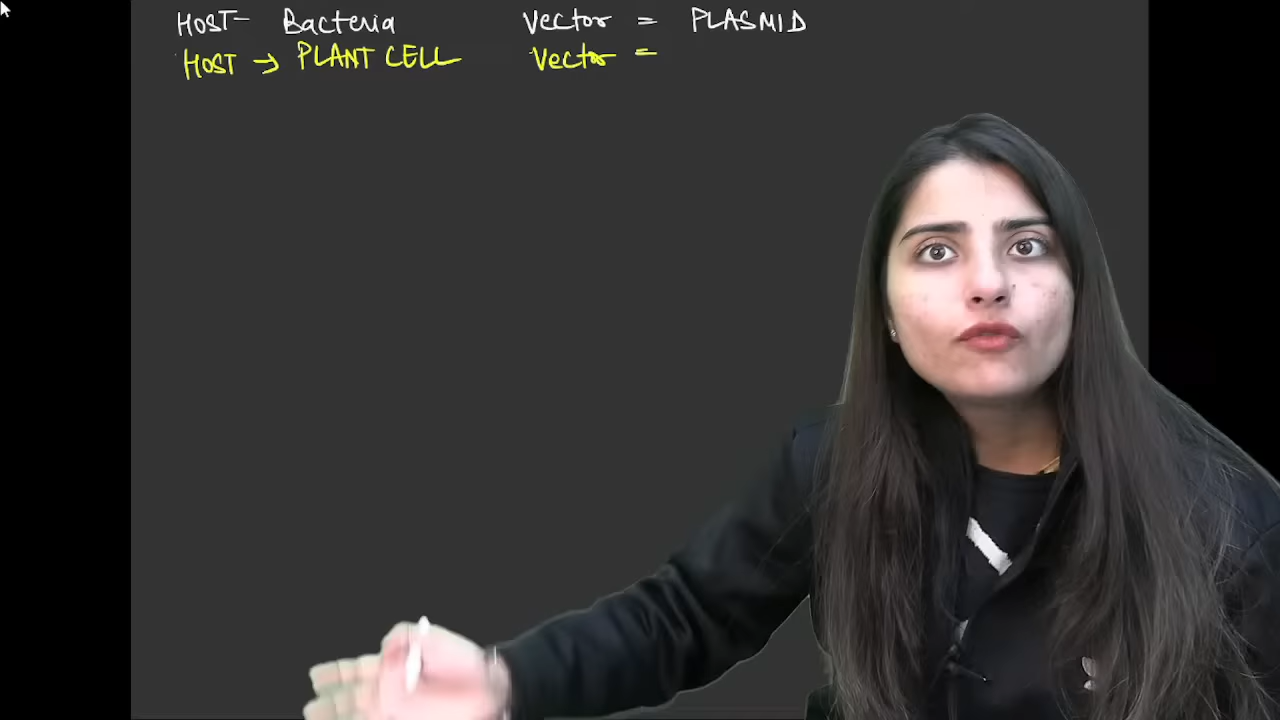 HOST- Bacteria Vector = PLASMID
HOST → PLANT CELL Vector =